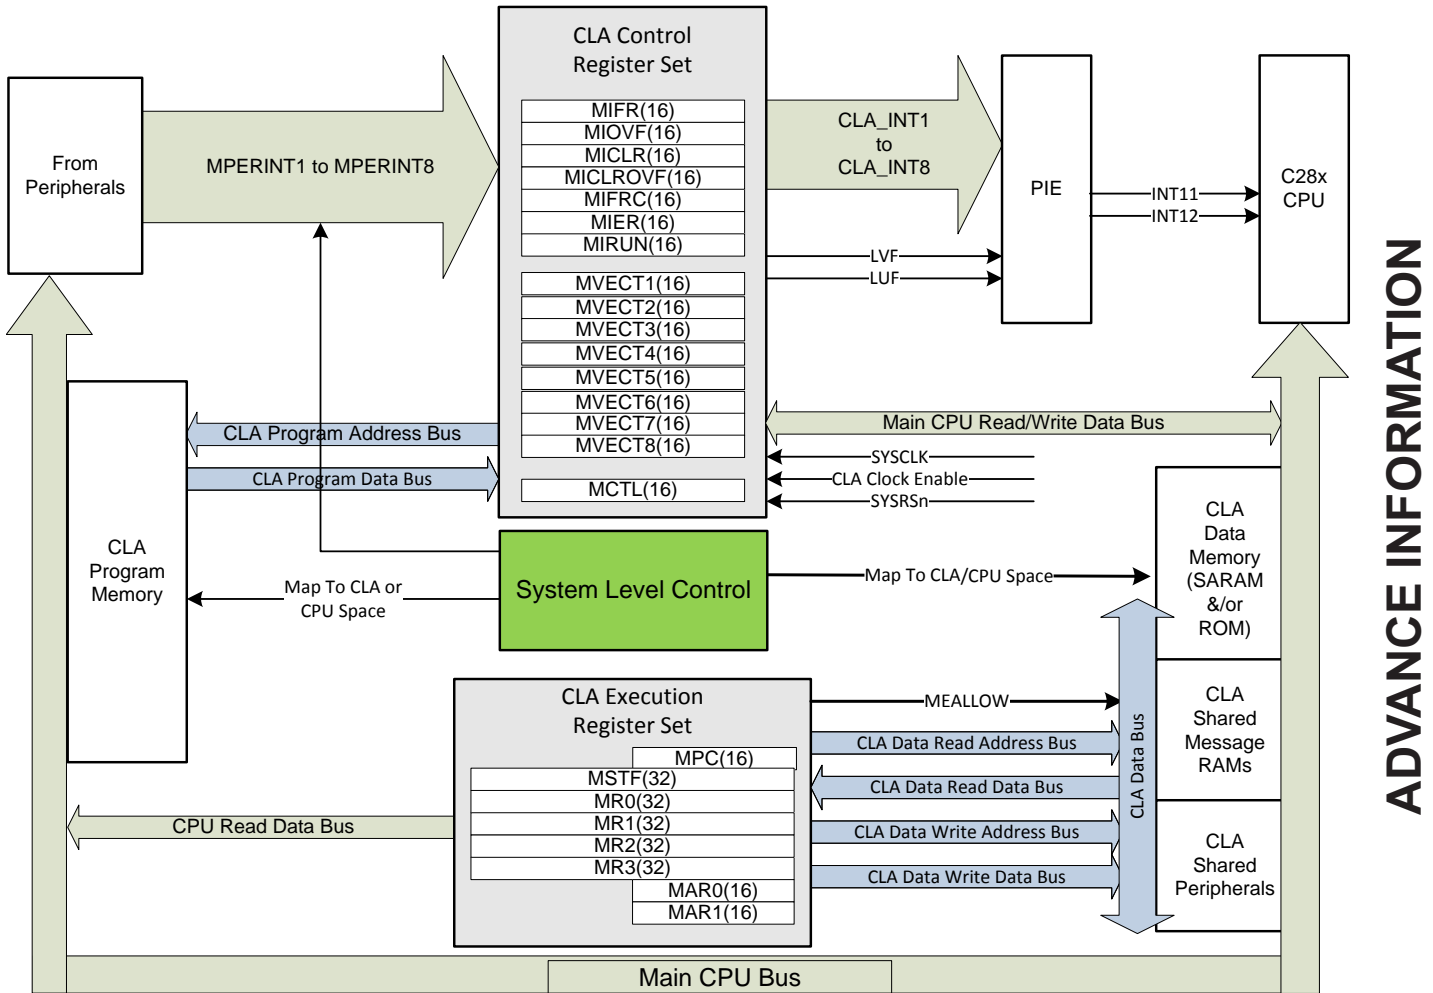 CLA Control
Register Set
MIFR(16)
MIOVF(16)
MICLR(16)
MICLROVF(16)
MIFRC(16)
MIER(16)
MIRUN(16)
MVECT1(16)
MVECT2(16)
MVECT3(16)
MVECT4(16)
MVECT5(16)
MVECT6(16)
MVECT7(16)
MVECT8(16)
MCTL(16)
From
Peripherals
MPERINT1 to MPERINT8
CLA_INT1
to
CLA_INT8
PIE
INT11
INT12
C28x
CPU
LVF
LUF
CLA Program Address Bus
CLA Program Data Bus
Main CPU Read/Write Data Bus
SYSCLK
CLA Clock Enable
SYSRSn
CLA
Program
Memory
Map To CLA or
CPU Space
System Level Control
Map To CLA/CPU Space
CLA
Data
Memory
(SARAM
&/or
ROM)
CLA Execution
Register Set
MPC(16)
MSTF(32)
MR0(32)
MR1(32)
MR2(32)
MR3(32)
MAR0(16)
MAR1(16)
MEALLOW
CLA Data Read Address Bus
CLA Data Read Data Bus
CLA Data Write Address Bus
CLA Data Write Data Bus
CLA Data Bus
CLA
Shared
Message
RAMs
CLA
Shared
Peripherals
CPU Read Data Bus
Main CPU Bus
ADVANCE INFORMATION